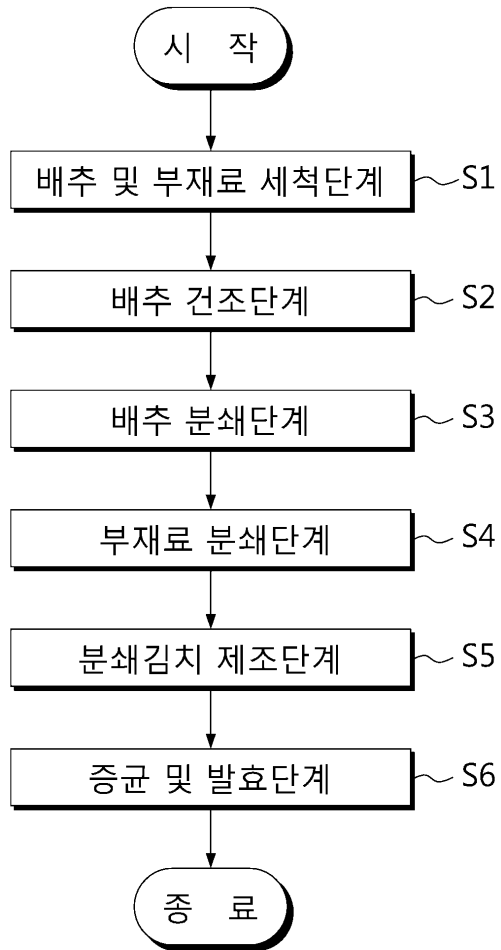 시 작
배추 및 부재료 세척단계 S1
배추 건조단계 S2
배추 분쇄단계 S3
부재료 분쇄단계 S4
분쇄김치 제조단계 S5
증균 및 발효단계 S6
종 료